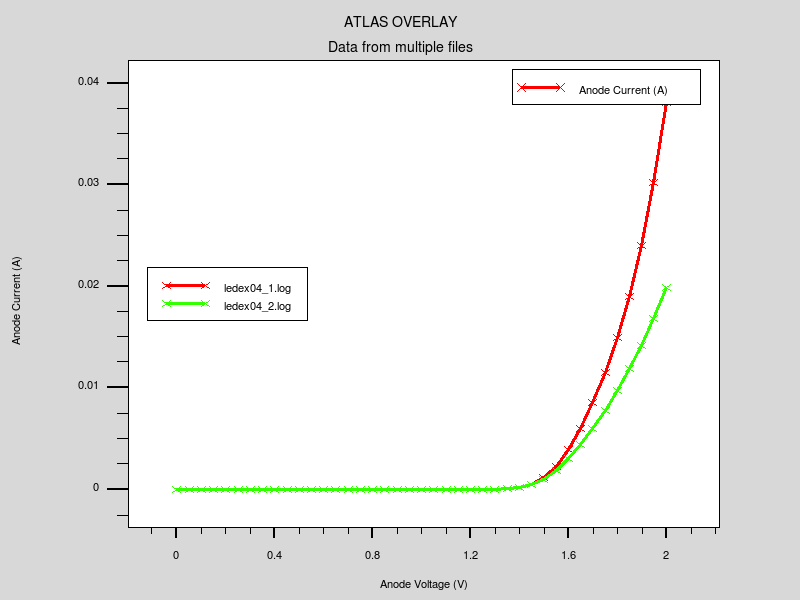 ATLAS OVERLAY
Data from multiple files
Anode Current (A)
0.04
0.03
0.02
0.01
0
Anode Current (A)
ledex04_1.log
ledex04_2.log
0 0.4 0.8 1.2 1.6 2
Anode Voltage (V)